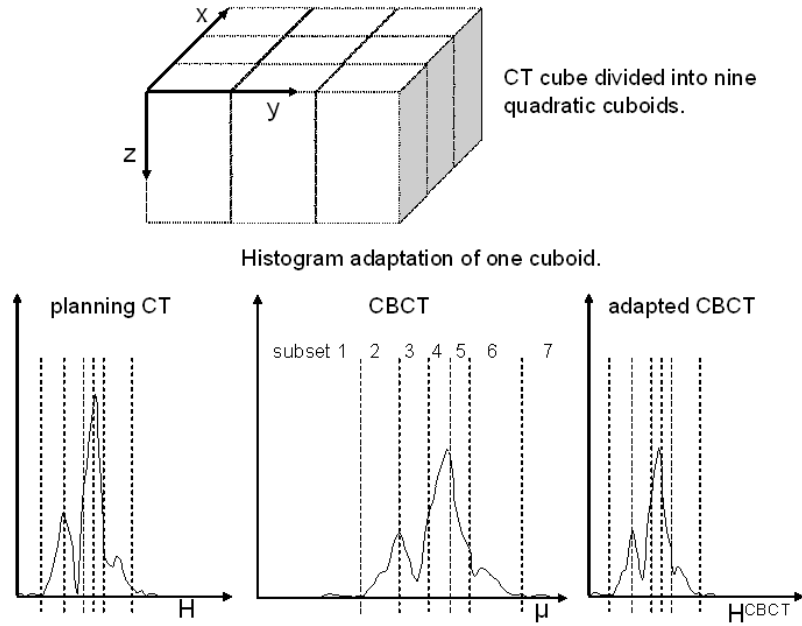 x
y
z
CT cube divided into nine
quadratic cuboids.
Histogram adaptation of one cuboid.
planning CT
CBCT
adapted CBCT
subset 1 2 3 4 5 6 7
H
μ
H^CBCT